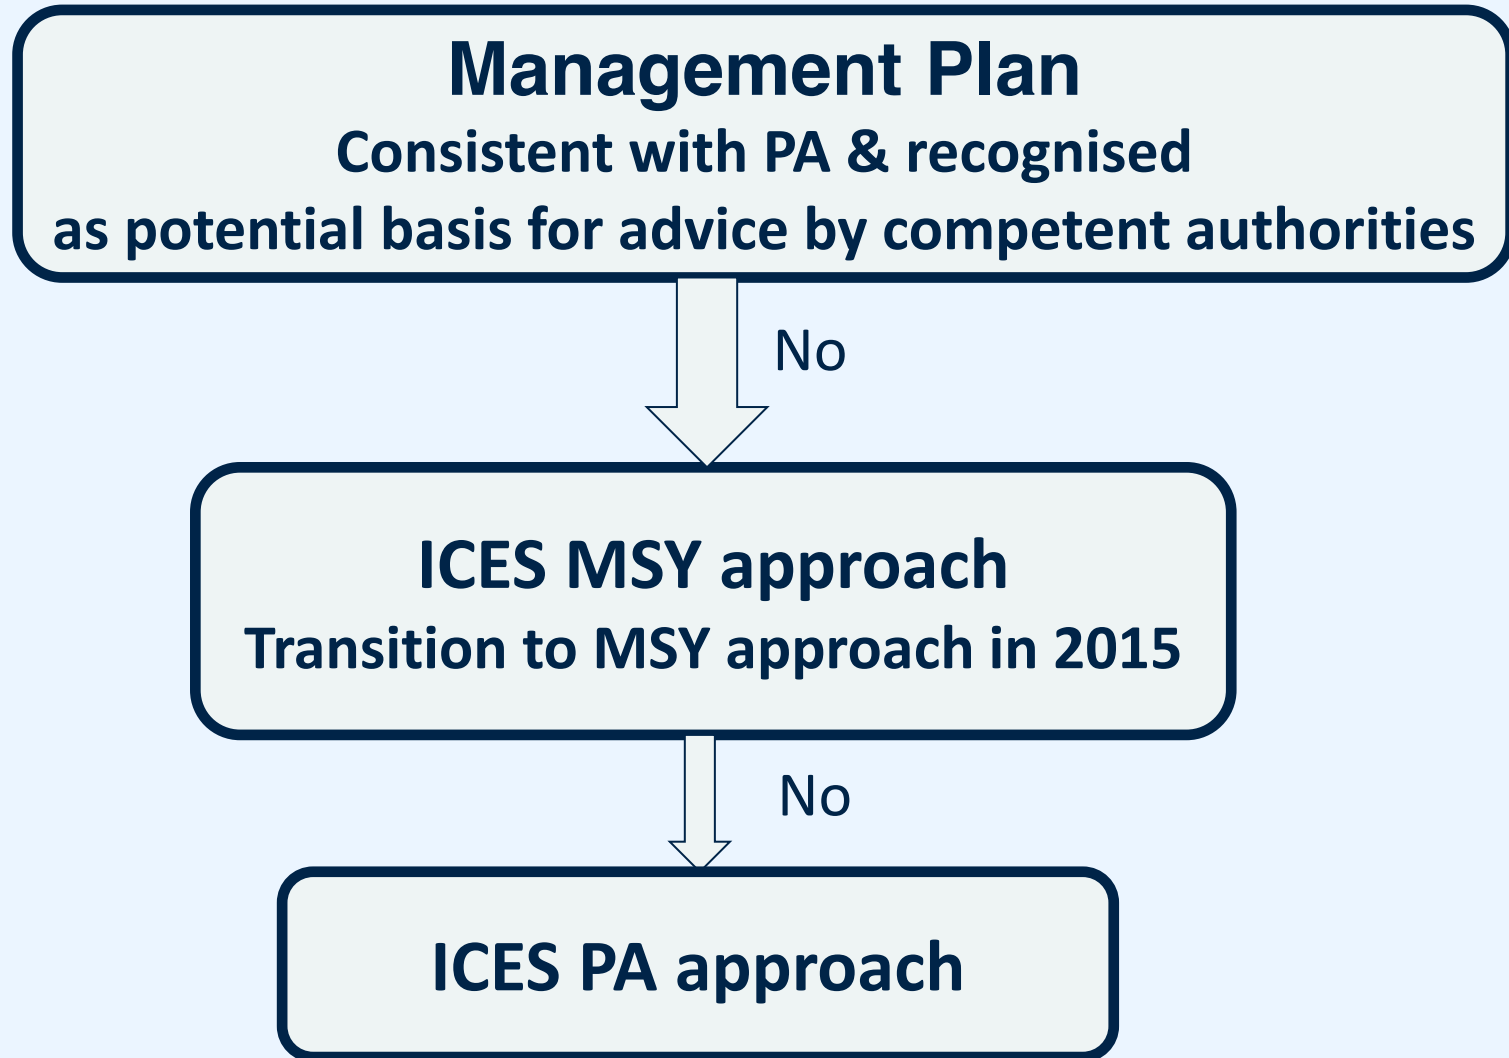 Management Plan
Consistent with PA & recognised
as potential basis for advice by competent authorities
No
ICES MSY approach
Transition to MSY approach in 2015
No
ICES PA approach